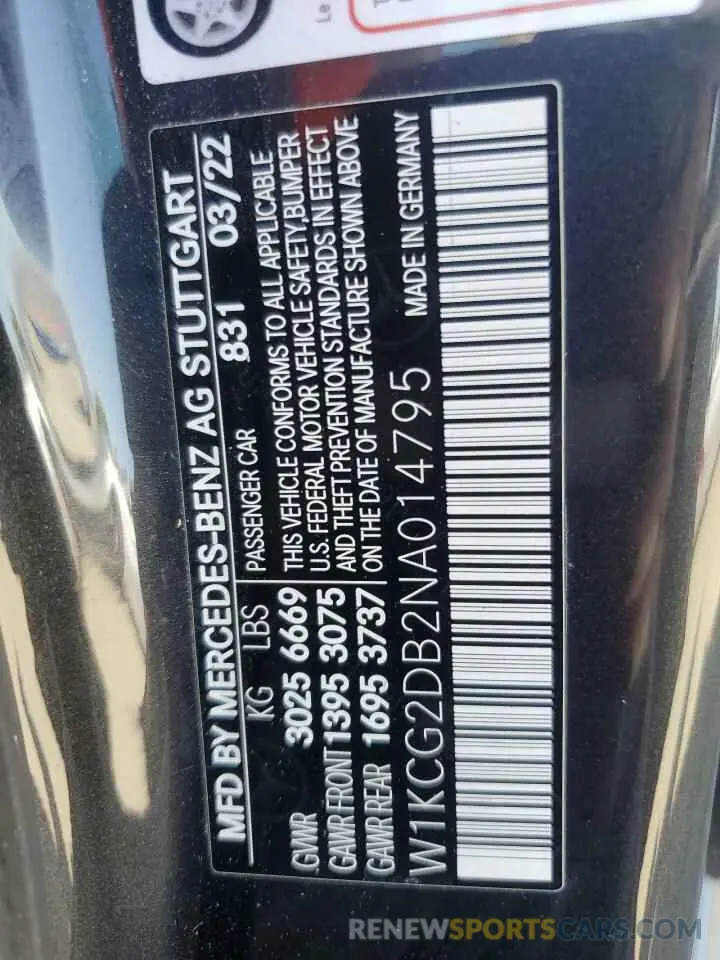 Le
MFD BY MERCEDES-BENZ AG STUTTGART
831 03/22
KG LBS
GVWR 3025 6669
GAWR FRONT 1395 3075
GAWR REAR 1695 3737
PASSENGER CAR
THIS VEHICLE CONFORMS TO ALL APPLICABLE
U.S. FEDERAL MOTOR VEHICLE SAFETY,BUMPER
AND THEFT PREVENTION STANDARDS IN EFFECT
ON THE DATE OF MANUFACTURE SHOWN ABOVE
W1KCG2DB2NA014795 MADE IN GERMANY
RENEWSPORTSCARS.COM